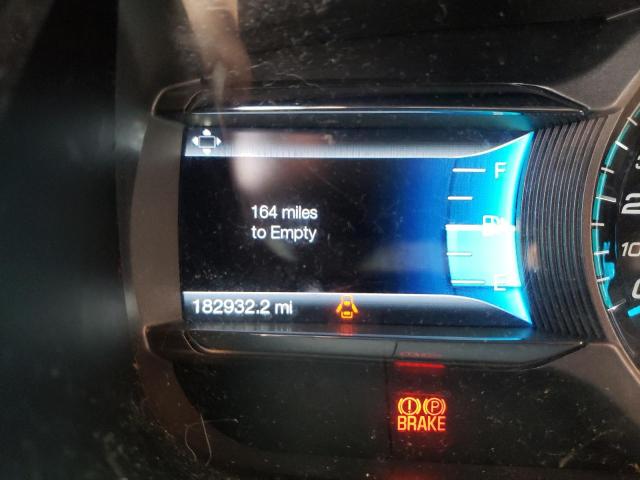 F
164 miles
to Empty
E
182932.2 mi
BRAKE
P